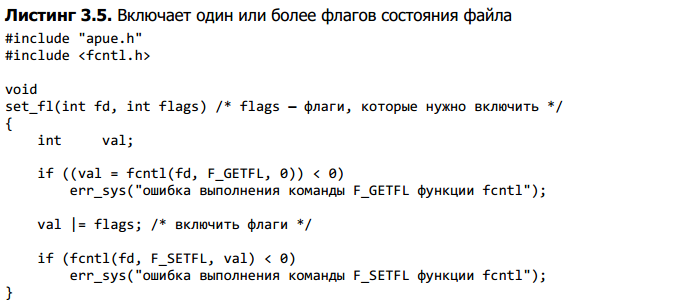 Листинг 3.5. Включает один или более флагов состояния файла
#include "apue.h"
#include <fcntl.h>

void
set_fl(int fd, int flags) /* flags — флаги, которые нужно включить */
{
    int     val;

    if ((val = fcntl(fd, F_GETFL, 0)) < 0)
        err_sys("ошибка выполнения команды F_GETFL функции fcntl");

    val |= flags; /* включить флаги */

    if (fcntl(fd, F_SETFL, val) < 0)
        err_sys("ошибка выполнения команды F_SETFL функции fcntl");
}